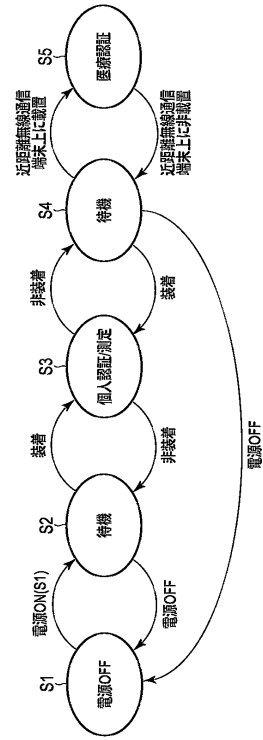 S1
電源OFF
電源ON(S1)
電源OFF
S2
待機
装着
非装着
S3
個人認証/測定
非装着
装着
S4
待機
近距離無線通信
端末上に載置
近距離無線通信
端末上に非載置
S5
医療認証
電源OFF